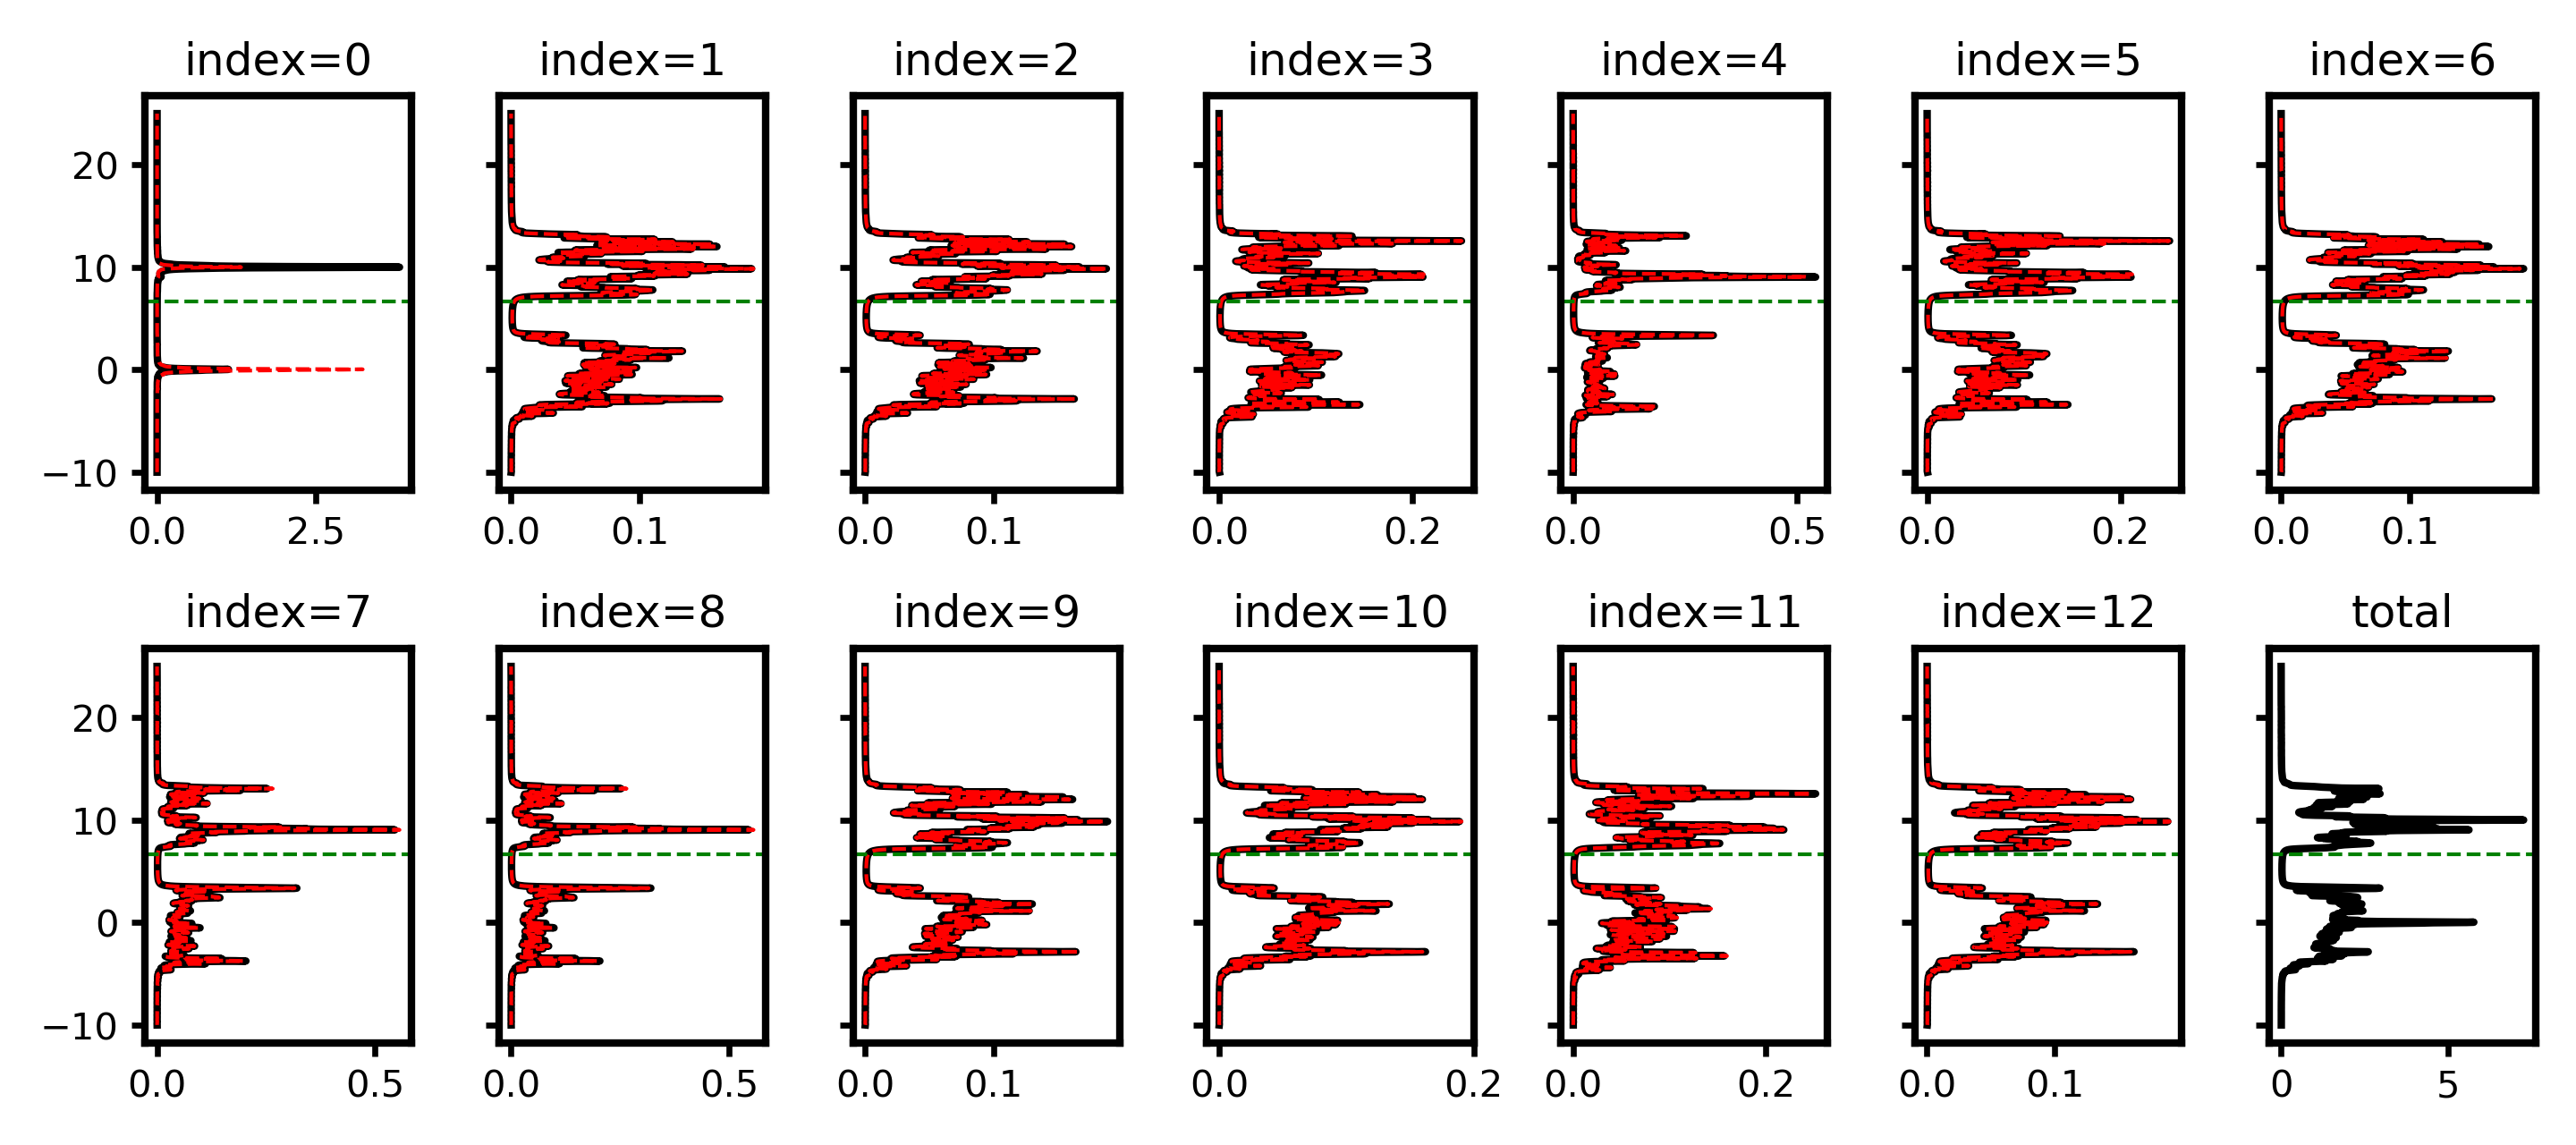 index=0 index=1 index=2 index=3 index=4 index=5 index=6
20
10
0
−10
0.0 2.5 0.0 0.1 0.0 0.1 0.0 0.2 0.0 0.5 0.0 0.2 0.0 0.1
index=7 index=8 index=9 index=10 index=11 index=12 total
20
10
0
−10
0.0 0.5 0.0 0.5 0.0 0.1 0.0 0.2 0.0 0.2 0.0 0.1 0 5